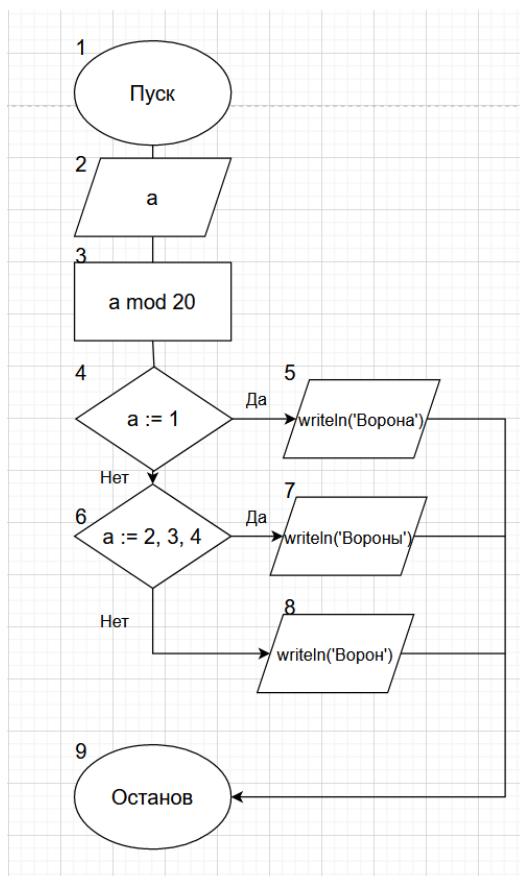 1
Пуск
2
a
3
a mod 20
4
a := 1
Да
5
writeln('Ворона')
Нет
6
a := 2, 3, 4
Да
7
writeln('Вороны')
Нет
8
writeln('Ворон')
9
Останов